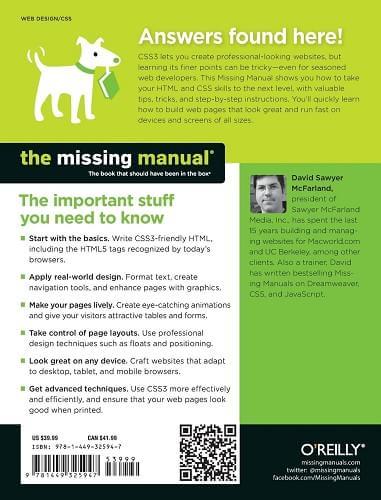 WEB DESIGN/CSS
Answers found here!
CSS3 lets you create professional-looking websites, but
learning its finer points can be tricky—even for seasoned
web developers. This Missing Manual shows you how to take
your HTML and CSS skills to the next level, with valuable
tips, tricks, and step-by-step instructions. You'll quickly learn
how to build web pages that look great and run fast on
devices and screens of all sizes.
the missing manual®
The book that should have been in the box®
The important stuff
you need to know
Start with the basics. Write CSS3-friendly HTML,
including the HTML5 tags recognized by today's
browsers.
Apply real-world design. Format text, create
navigation tools, and enhance pages with graphics.
Make your pages lively. Create eye-catching animations
and give your visitors attractive tables and forms.
Take control of page layouts. Use professional
design techniques such as floats and positioning.
Look great on any device. Craft websites that adapt
to desktop, tablet, and mobile browsers.
Get advanced techniques. Use CSS3 more effectively
and efficiently, and ensure that your web pages look
good when printed.
David Sawyer
McFarland,
president of
Sawyer McFarland
Media, Inc., has spent the last
15 years building and manag-
ing websites for Macworld.com
and UC Berkeley, among other
clients. Also a trainer, David
has written bestselling Miss-
ing Manuals on Dreamweaver,
CSS, and JavaScript.
US $39.99 CAN $41.99
ISBN: 978-1-449-32594-7
53999
9 781449 325947
O'REILLY®
missingmanuals.com
twitter: @missingmanuals
facebook.com/MissingManuals